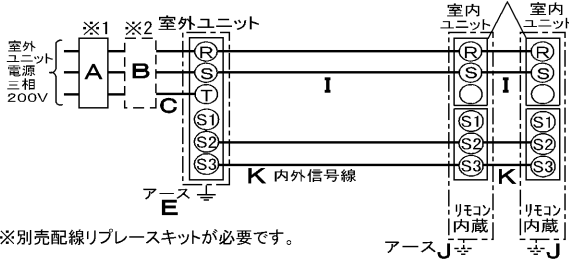 ※1
※2
室外ユニット
室内
ユニット
室内
ユニット
室外
ユニット
電源
三相
200V
A
B
C
R
S
T
S1
S2
S3
I
R
S
S1
S2
S3
I
R
S
S1
S2
S3
K 内外信号線
K
アース
E
リモコン
内蔵
リモコン
内蔵
アース J
J
※別売配線リプレースキットが必要です。